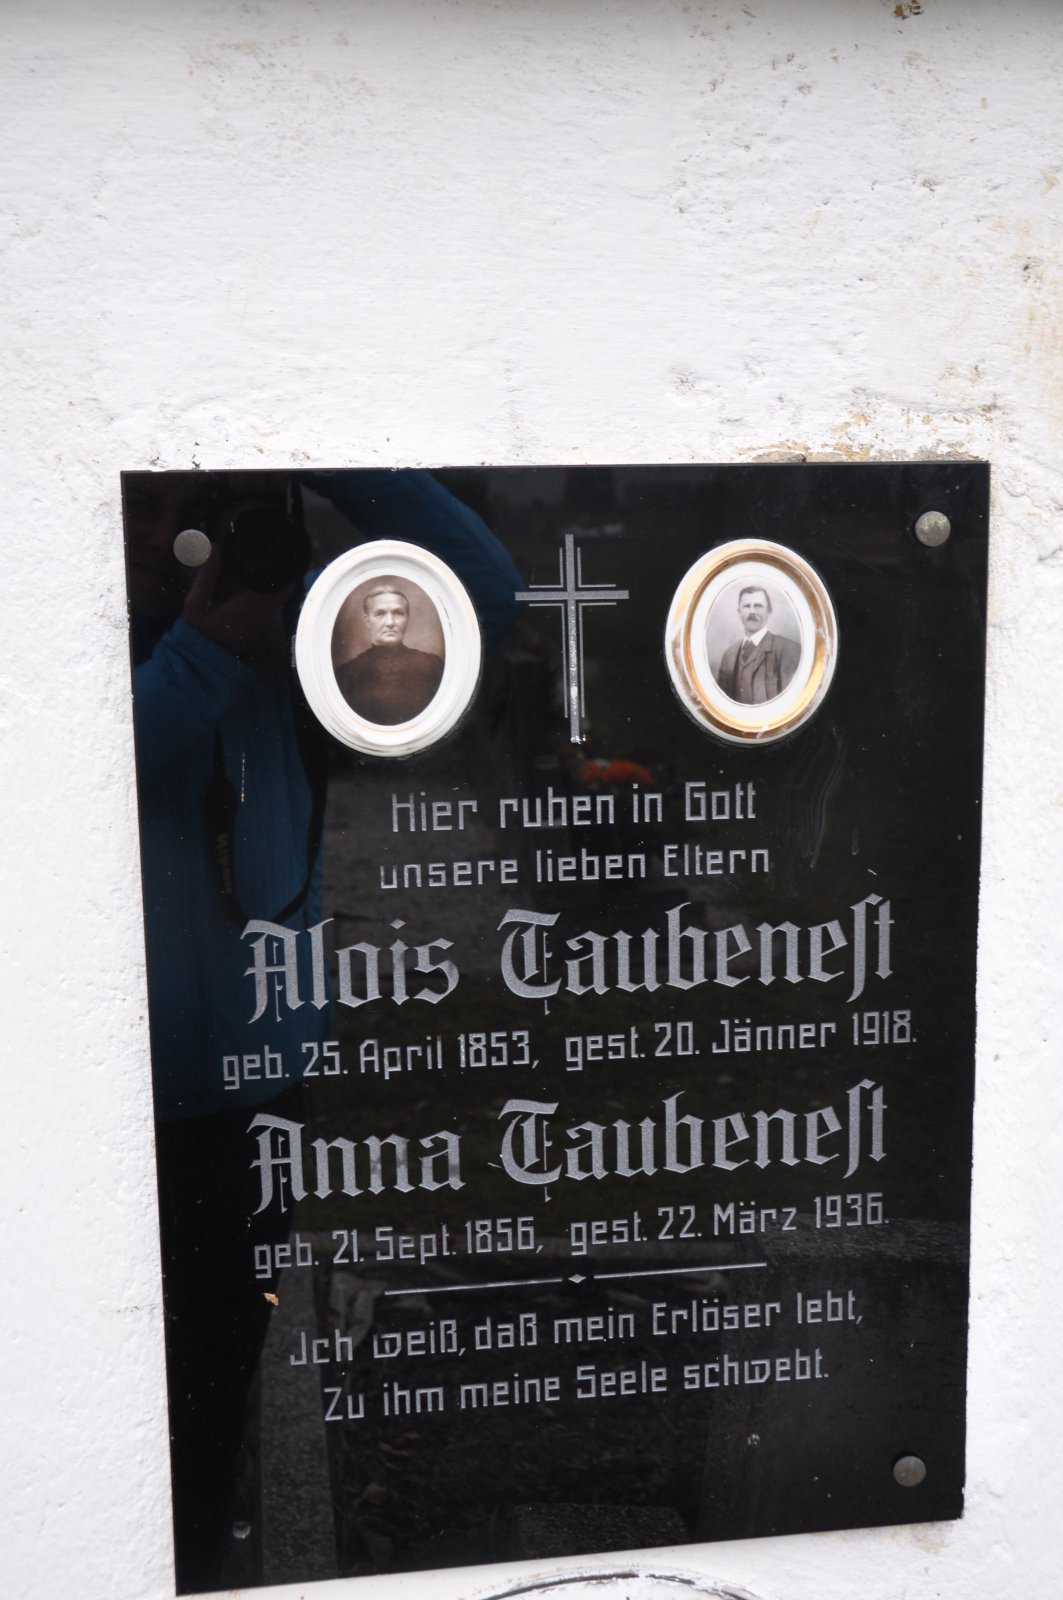 Hier ruhen in Gott
unsere lieben Eltern
Alois Taubeneſt
geb. 25. April 1853, gest. 20. Jänner 1918.
Anna Taubeneſt
geb. 21. Sept. 1856, gest. 22. März 1936.
Ich weiß, daß mein Erlöser lebt,
Zu ihm meine Seele schwebt.